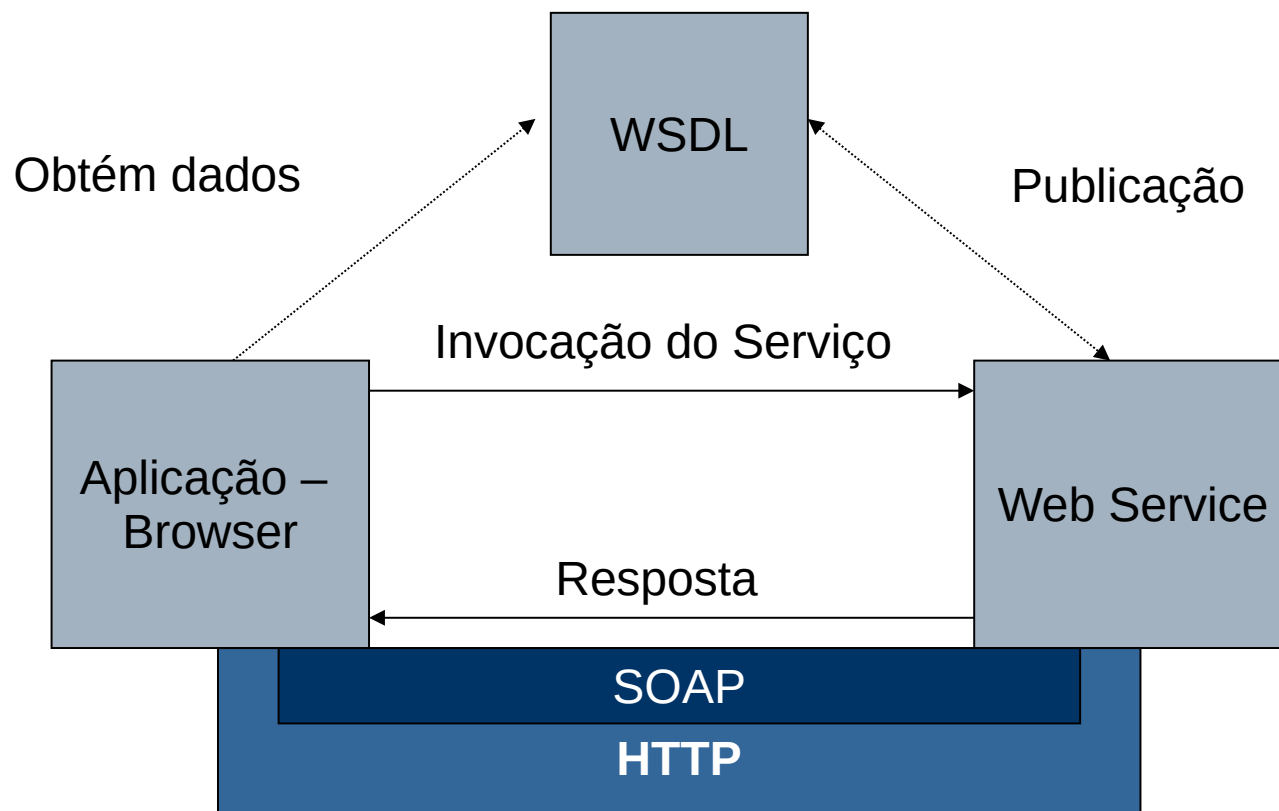 WSDL
Obtém dados
Publicação
Invocação do Serviço
Aplicação –
Browser
Web Service
Resposta
SOAP
HTTP